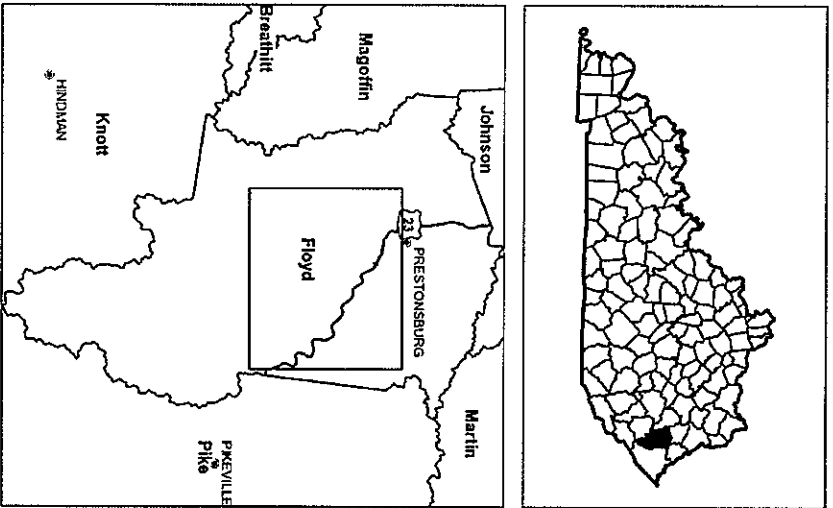 Johnson
Martin
PRESTONSBURG
23
Magoffin
Floyd
Breathitt
PIKEVILLE
Pike
Knott
HINDMAN